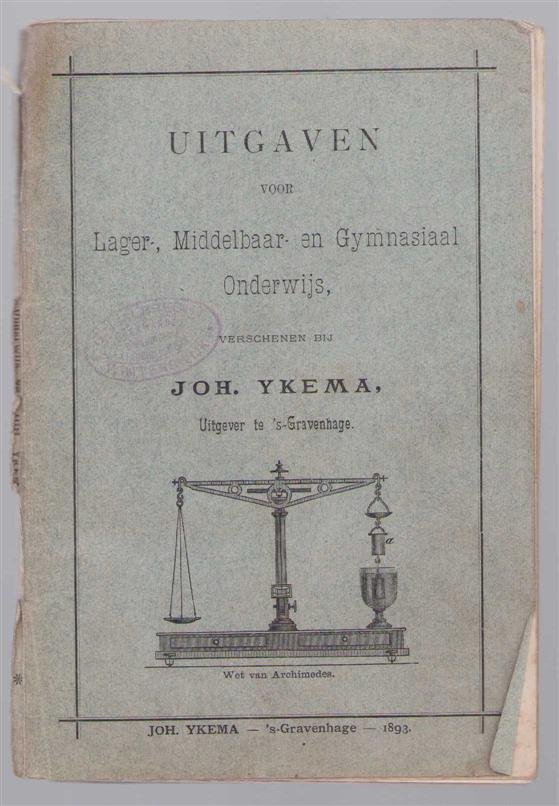 UITGAVEN
VOOR
Lager-, Middelbaar- en Gymnasiaal
Onderwijs,
VERSCHENEN BIJ
JOH. YKEMA,
Uitgever te 's-Gravenhage.
a
Wet van Archimedes.
JOH. YKEMA — 's-Gravenhage — 1893.
*